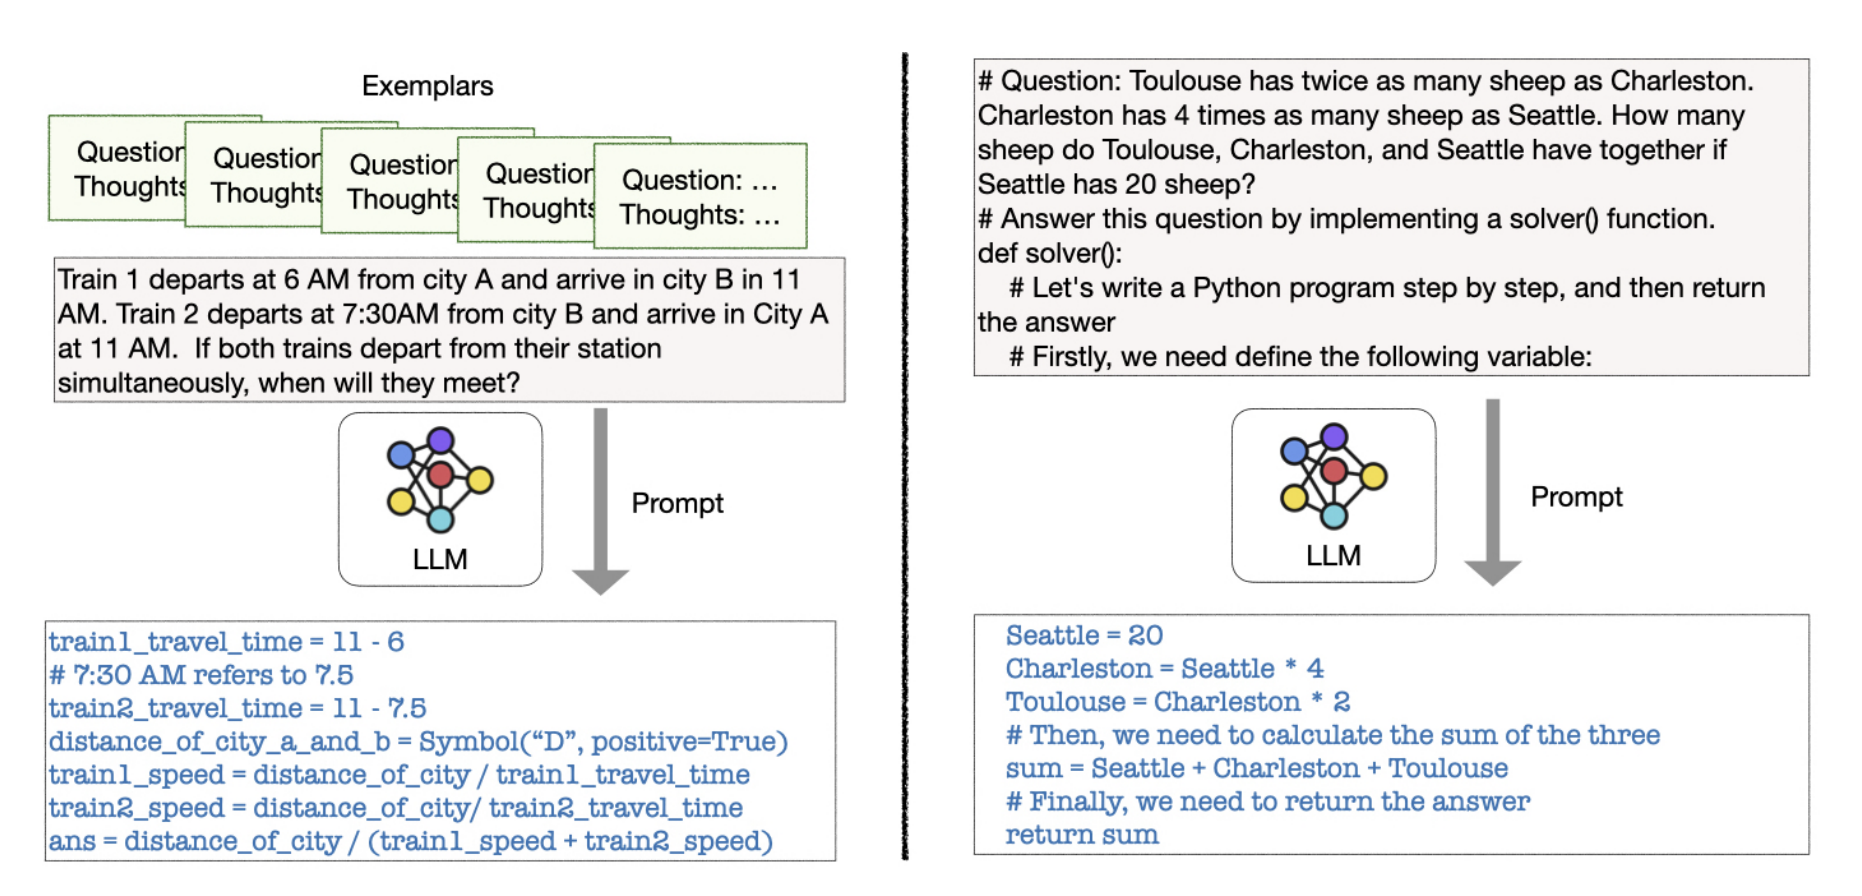 Exemplars
Question
Thoughts
Question
Thoughts
Question
Thoughts
Question
Thoughts
Question: ...
Thoughts: ...
Train 1 departs at 6 AM from city A and arrive in city B in 11
AM. Train 2 departs at 7:30AM from city B and arrive in City A
at 11 AM.  If both trains depart from their station
simultaneously, when will they meet?
LLM
Prompt
train1_travel_time = 11 - 6
# 7:30 AM refers to 7.5
train2_travel_time = 11 - 7.5
distance_of_city_a_and_b = Symbol(“D”, positive=True)
train1_speed = distance_of_city / train1_travel_time
train2_speed = distance_of_city/ train2_travel_time
ans = distance_of_city / (train1_speed + train2_speed)
# Question: Toulouse has twice as many sheep as Charleston.
Charleston has 4 times as many sheep as Seattle. How many
sheep do Toulouse, Charleston, and Seattle have together if
Seattle has 20 sheep?
# Answer this question by implementing a solver() function.
def solver():
    # Let's write a Python program step by step, and then return
the answer
    # Firstly, we need define the following variable:
LLM
Prompt
Seattle = 20
Charleston = Seattle * 4
Toulouse = Charleston * 2
# Then, we need to calculate the sum of the three
sum = Seattle + Charleston + Toulouse
# Finally, we need to return the answer
return sum